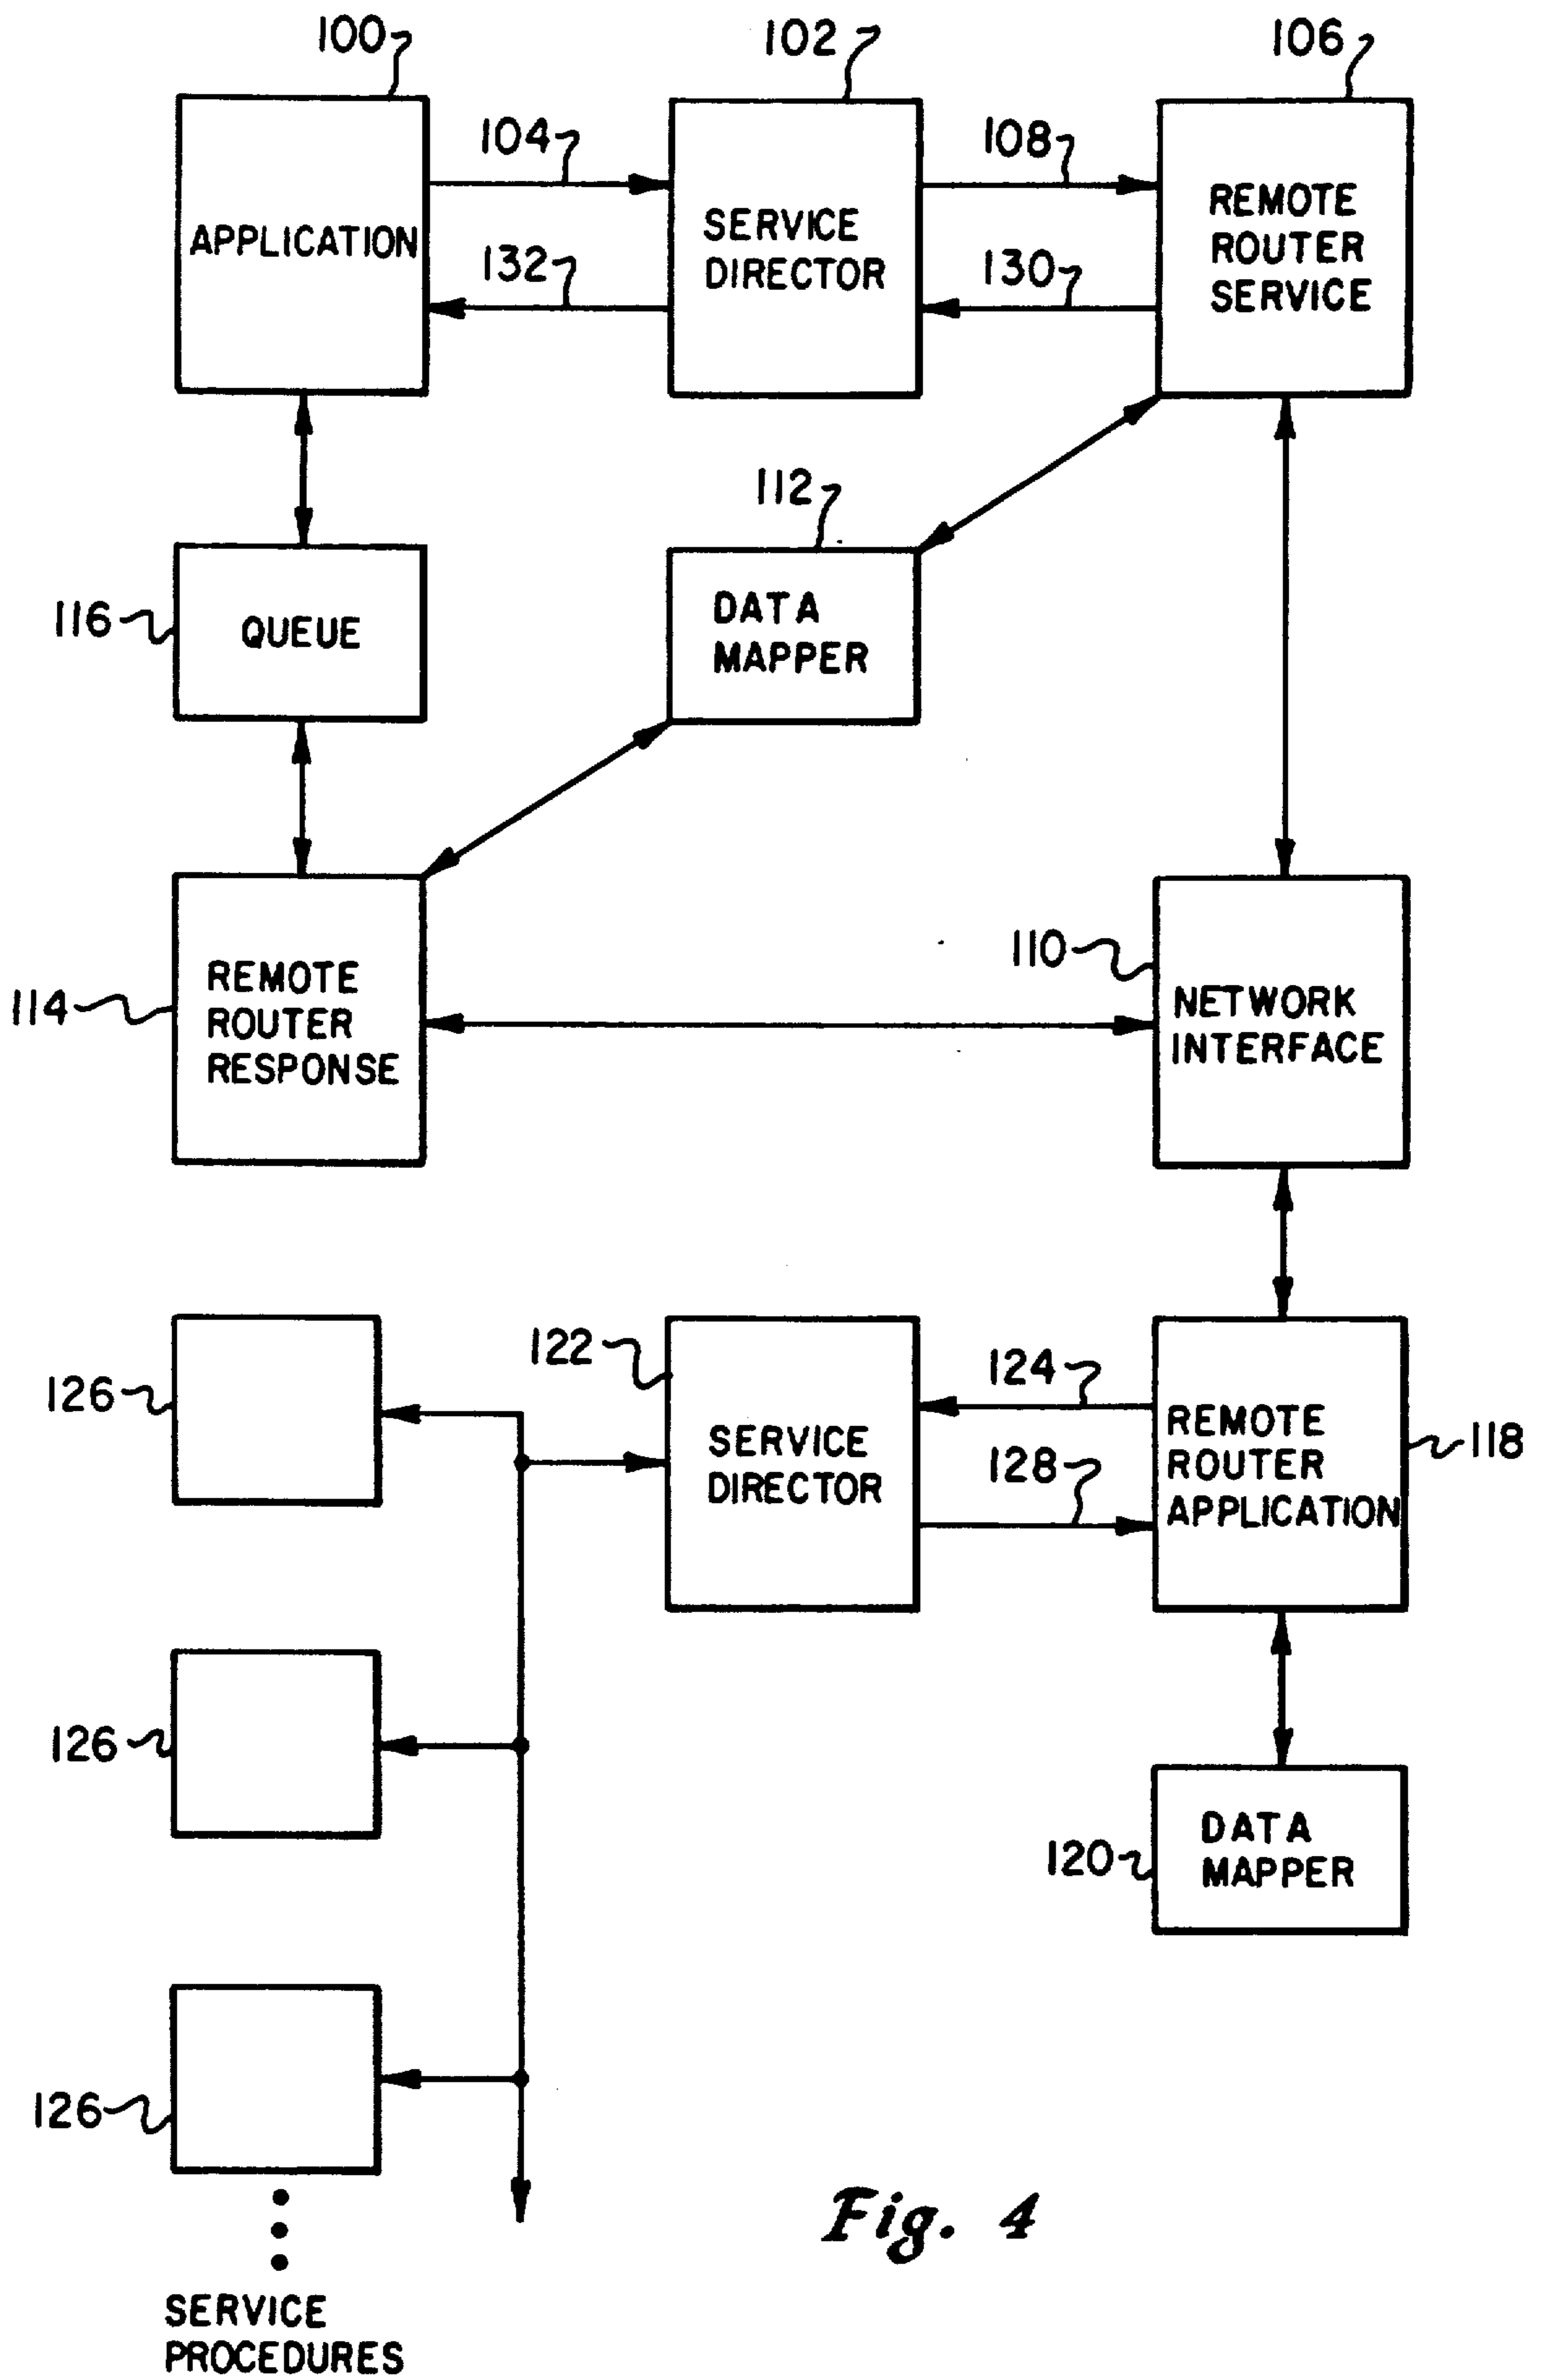 100
102
106
104
108
APPLICATION
SERVICE
DIRECTOR
REMOTE
ROUTER
SERVICE
132
130
112
116
QUEUE
DATA
MAPPER
114
REMOTE
ROUTER
RESPONSE
110
NETWORK
INTERFACE
126
122
SERVICE
DIRECTOR
124
128
REMOTE
ROUTER
APPLICATION
118
126
120
DATA
MAPPER
126
Fig. 4
SERVICE
PROCEDURES